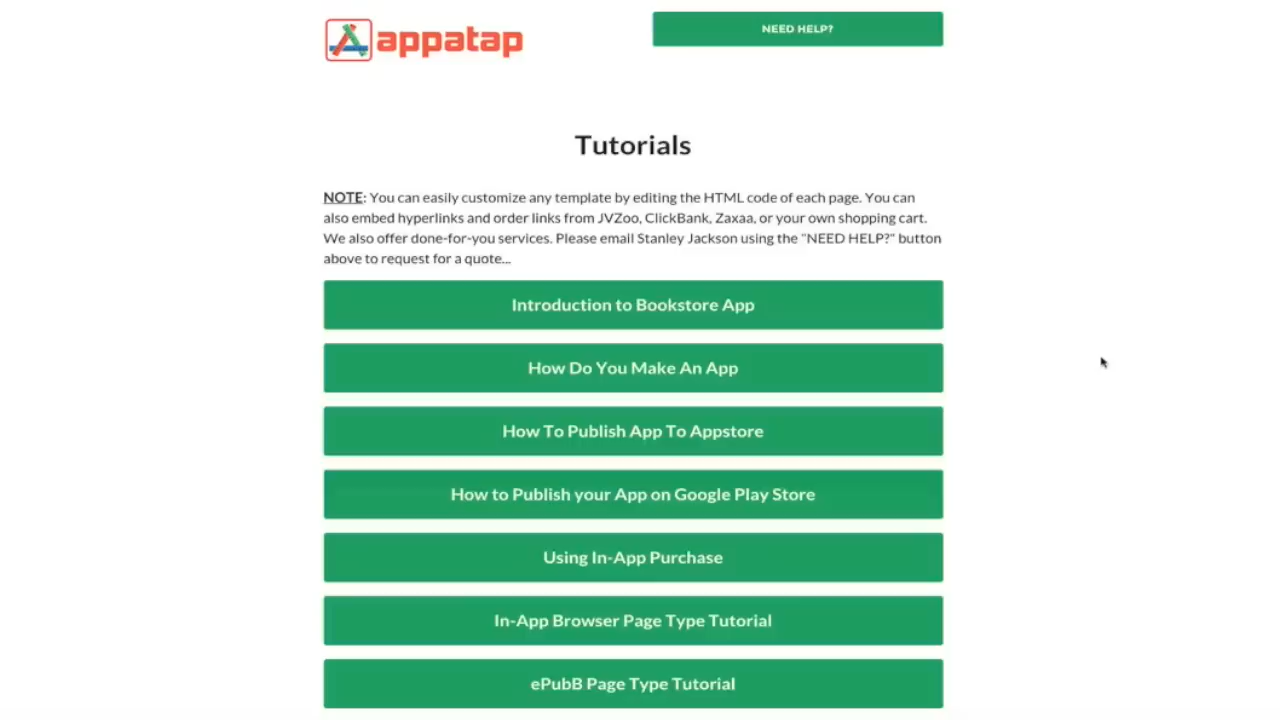 appatap
NEED HELP?
Tutorials
NOTE: You can easily customize any template by editing the HTML code of each page. You can
also embed hyperlinks and order links from JVZoo, ClickBank, Zaxaa, or your own shopping cart.
We also offer done-for-you services. Please email Stanley Jackson using the "NEED HELP?" button
above to request for a quote...
Introduction to Bookstore App
How Do You Make An App
How To Publish App To Appstore
How to Publish your App on Google Play Store
Using In-App Purchase
In-App Browser Page Type Tutorial
ePubB Page Type Tutorial